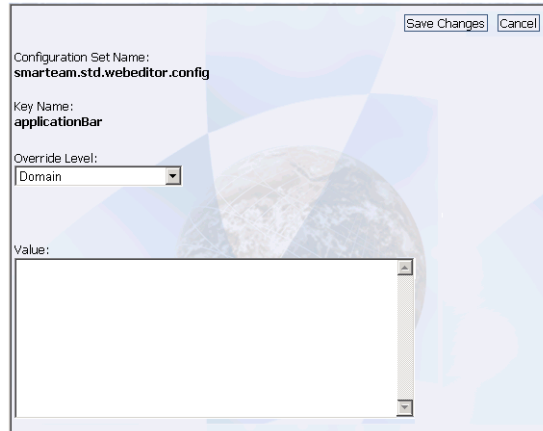 Save Changes Cancel
Configuration Set Name:
smarteam.std.webeditor.config
Key Name:
applicationBar
Override Level:
Domain
Value: